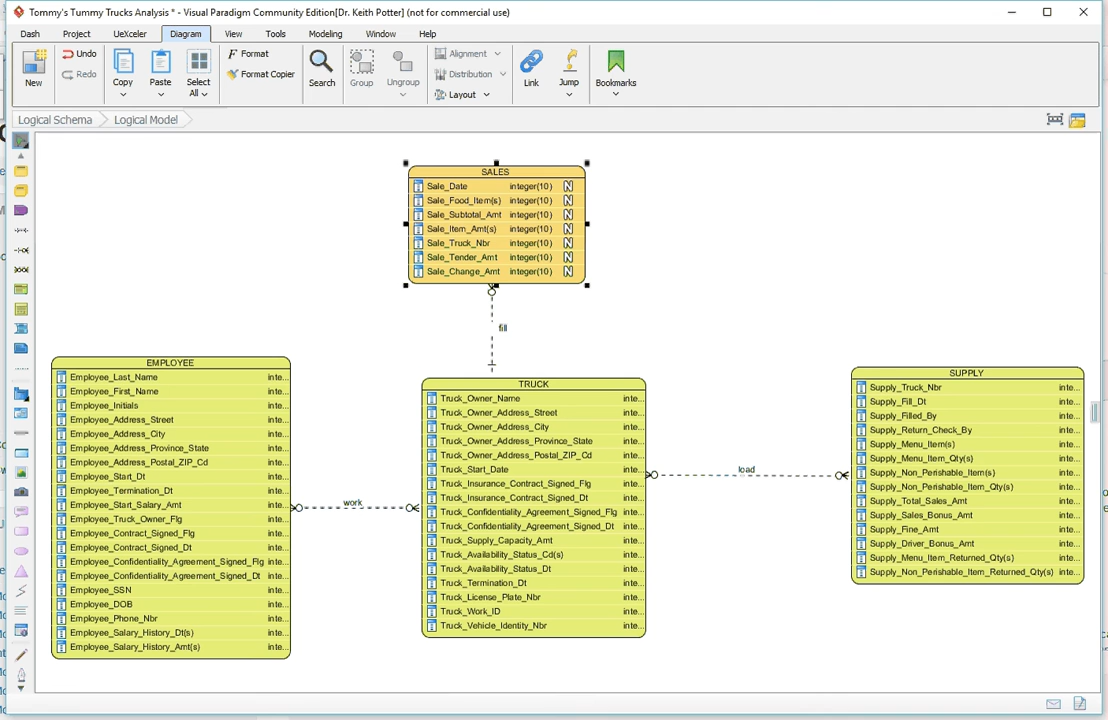 Tommy's Tummy Trucks Analysis * - Visual Paradigm Community Edition[Dr. Keith Potter] (not for commercial use)
Dash Project UeXceler Diagram View Tools Modeling Window Help
New
Undo
Redo
Copy
Paste
Select
All
Format
Format Copier
Search
Group
Ungroup
Alignment
Distribution
Layout
Link
Jump
Bookmarks
Logical Schema Logical Model
SALES
Sale_Date integer(10) N
Sale_Food_Item(s) integer(10) N
Sale_Subtotal_Amt integer(10) N
Sale_Item_Amt(s) integer(10) N
Sale_Truck_Nbr integer(10) N
Sale_Tender_Amt integer(10) N
Sale_Change_Amt integer(10) N
fill
EMPLOYEE
Employee_Last_Name inte...
Employee_First_Name inte...
Employee_Initials inte...
Employee_Address_Street inte...
Employee_Address_City inte...
Employee_Address_Province_State inte...
Employee_Address_Postal_ZIP_Cd inte...
Employee_Start_Dt inte...
Employee_Termination_Dt inte...
Employee_Start_Salary_Amt inte...
Employee_Truck_Owner_Flg inte...
Employee_Contract_Signed_Flg inte...
Employee_Contract_Signed_Dt inte...
Employee_Confidentiality_Agreement_Signed_Flg inte...
Employee_Confidentiality_Agreement_Signed_Dt inte...
Employee_SSN inte...
Employee_DOB inte...
Employee_Phone_Nbr inte...
Employee_Salary_History_Dt(s) inte...
Employee_Salary_History_Amt(s) inte...
work
TRUCK
Truck_Owner_Name inte...
Truck_Owner_Address_Street inte...
Truck_Owner_Address_City inte...
Truck_Owner_Address_Province_State inte...
Truck_Owner_Address_Postal_ZIP_Cd inte...
Truck_Start_Date inte...
Truck_Insurance_Contract_Signed_Flg inte...
Truck_Insurance_Contract_Signed_Dt inte...
Truck_Confidentiality_Agreement_Signed_Flg inte...
Truck_Confidentiality_Agreement_Signed_Dt inte...
Truck_Supply_Capacity_Amt inte...
Truck_Availability_Status_Cd(s) inte...
Truck_Availability_Status_Dt inte...
Truck_Termination_Dt inte...
Truck_License_Plate_Nbr inte...
Truck_Work_ID inte...
Truck_Vehicle_Identity_Nbr inte...
load
SUPPLY
Supply_Truck_Nbr inte...
Supply_Fill_Dt inte...
Supply_Filled_By inte...
Supply_Return_Check_By inte...
Supply_Menu_Item(s) inte...
Supply_Menu_Item_Qty(s) inte...
Supply_Non_Perishable_Item(s) inte...
Supply_Non_Perishable_Item_Qty(s) inte...
Supply_Total_Sales_Amt inte...
Supply_Sales_Bonus_Amt inte...
Supply_Fine_Amt inte...
Supply_Driver_Bonus_Amt inte...
Supply_Menu_Item_Returned_Qty(s) inte...
Supply_Non_Perishable_Item_Returned_Qty(s) inte...